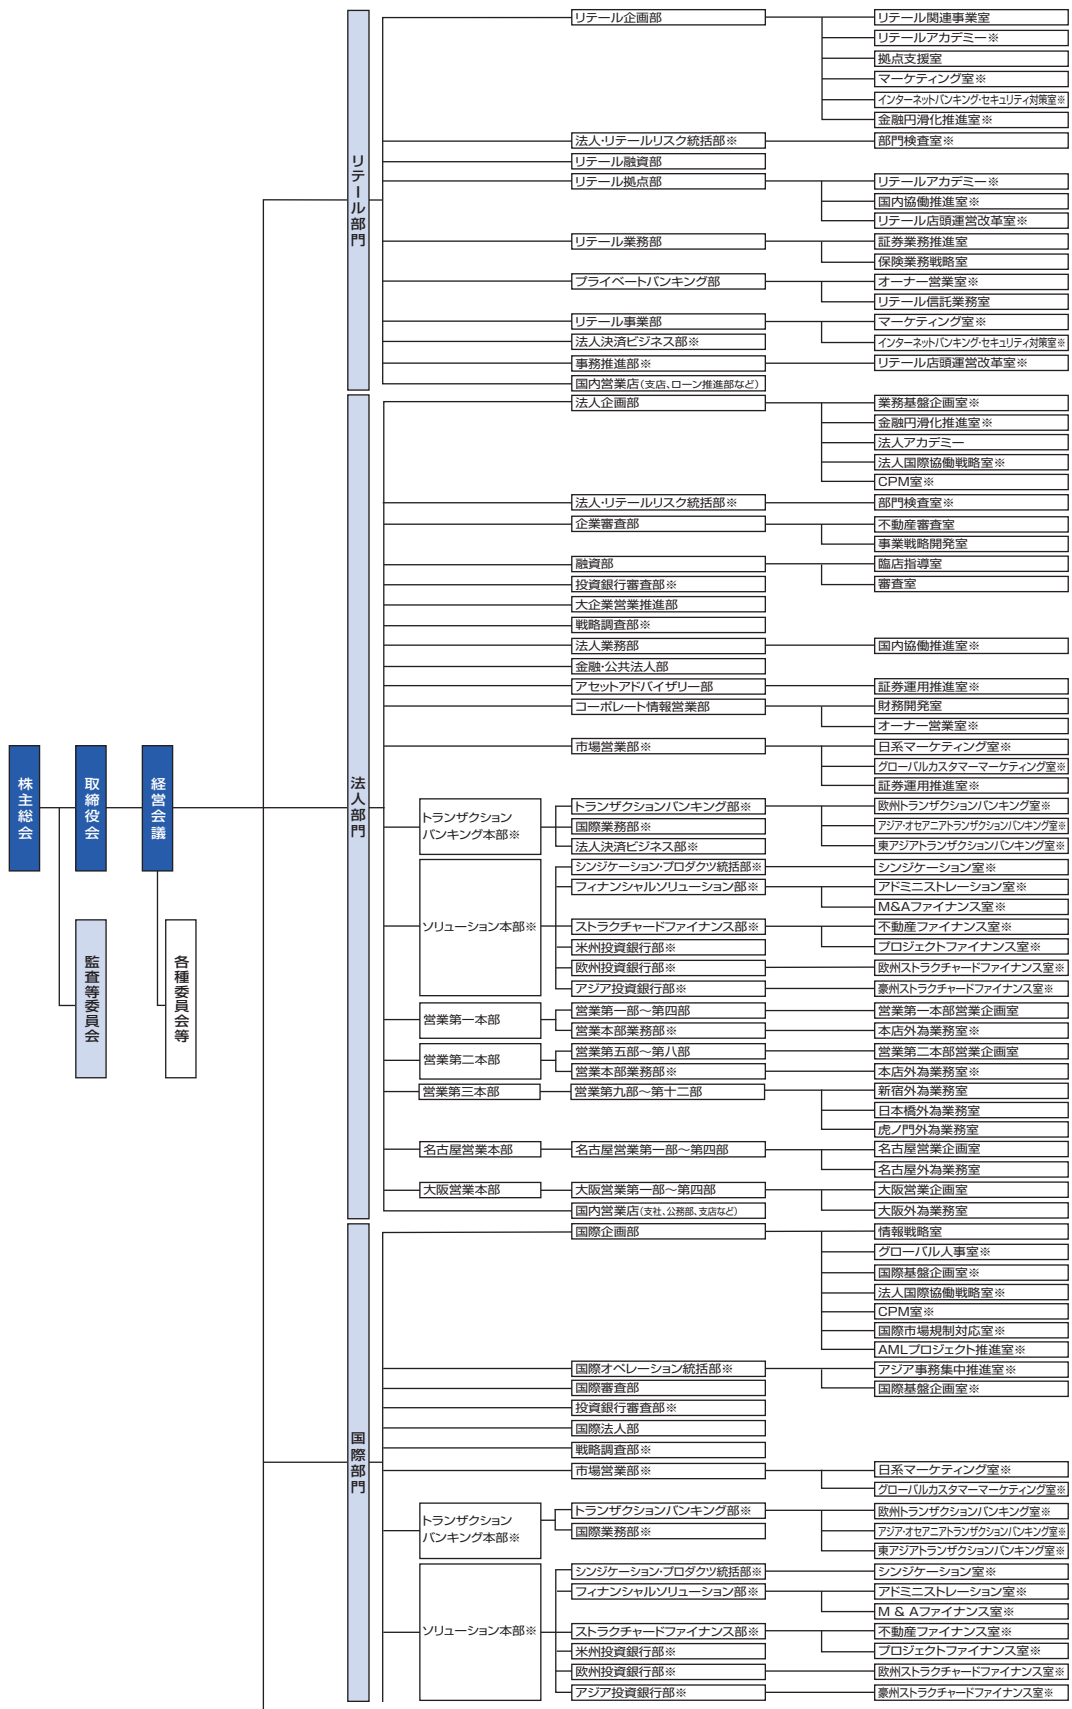 株主総会
取締役会
経営会議
監査等委員会
各種委員会等
リテール部門
リテール企画部
リテール関連事業室
リテールアカデミー※
拠点支援室
マーケティング室※
インターネットバンキング・セキュリティ対策室※
金融円滑化推進室※
法人・リテールリスク統括部※
部門検査室※
リテール融資部
リテール拠点部
リテールアカデミー※
国内協働推進室※
リテール店頭運営改革室※
リテール業務部
証券業務推進室
保険業務戦略室
プライベートバンキング部
オーナー営業室※
リテール信託業務室
リテール事業部
マーケティング室※
インターネットバンキング・セキュリティ対策室※
法人決済ビジネス部※
事務推進部※
リテール店頭運営改革室※
国内営業店(支店、ローン推進部など)
法人部門
法人企画部
業務基盤企画室※
金融円滑化推進室※
法人アカデミー
法人国際協働戦略室※
CPM室※
法人・リテールリスク統括部※
部門検査室※
企業審査部
不動産審査室
事業戦略開発室
融資部
臨店指導室
審査室
投資銀行審査部※
大企業営業推進部
戦略調査部※
法人業務部
国内協働推進室※
金融・公共法人部
アセットアドバイザリー部
証券運用推進室※
コーポレート情報営業部
財務開発室
オーナー営業室※
市場営業部※
日系マーケティング室※
グローバルカスタマーマーケティング室※
証券運用推進室※
トランザクション
バンキング本部※
トランザクションバンキング部※
欧州トランザクションバンキング室※
アジア・オセアニアトランザクションバンキング室※
東アジアトランザクションバンキング室※
国際業務部※
法人決済ビジネス部※
ソリューション本部※
シンジケーション・プロダクツ統括部※
シンジケーション室※
フィナンシャルソリューション部※
アドミニストレーション室※
M&Aファイナンス室※
ストラクチャードファイナンス部※
不動産ファイナンス室※
プロジェクトファイナンス室※
米州投資銀行部※
欧州投資銀行部※
欧州ストラクチャードファイナンス室※
アジア投資銀行部※
豪州ストラクチャードファイナンス室※
営業第一本部
営業第一部～第四部
営業第一本部営業企画室
営業本部業務部※
本店外為業務室※
営業第二本部
営業第五部～第八部
営業第二本部営業企画室
営業本部業務部※
本店外為業務室※
営業第三本部
営業第九部～第十二部
新宿外為業務室
日本橋外為業務室
虎ノ門外為業務室
名古屋営業本部
名古屋営業第一部～第四部
名古屋営業企画室
名古屋外為業務室
大阪営業本部
大阪営業第一部～第四部
大阪営業企画室
大阪外為業務室
国内営業店(支社、公務部、支店など)
国際部門
国際企画部
情報戦略室
グローバル人事室※
国際基盤企画室※
法人国際協働戦略室※
CPM室※
国際市場規制対応室※
AMLプロジェクト推進室※
国際オペレーション統括部※
アジア事務集中推進室※
国際基盤企画室※
国際審査部
投資銀行審査部※
国際法人部
戦略調査部※
市場営業部※
日系マーケティング室※
グローバルカスタマーマーケティング室※
トランザクション
バンキング本部※
トランザクションバンキング部※
欧州トランザクションバンキング室※
アジア・オセアニアトランザクションバンキング室※
東アジアトランザクションバンキング室※
国際業務部※
ソリューション本部※
シンジケーション・プロダクツ統括部※
シンジケーション室※
フィナンシャルソリューション部※
アドミニストレーション室※
M & Aファイナンス室※
ストラクチャードファイナンス部※
不動産ファイナンス室※
プロジェクトファイナンス室※
米州投資銀行部※
欧州投資銀行部※
欧州ストラクチャードファイナンス室※
アジア投資銀行部※
豪州ストラクチャードファイナンス室※